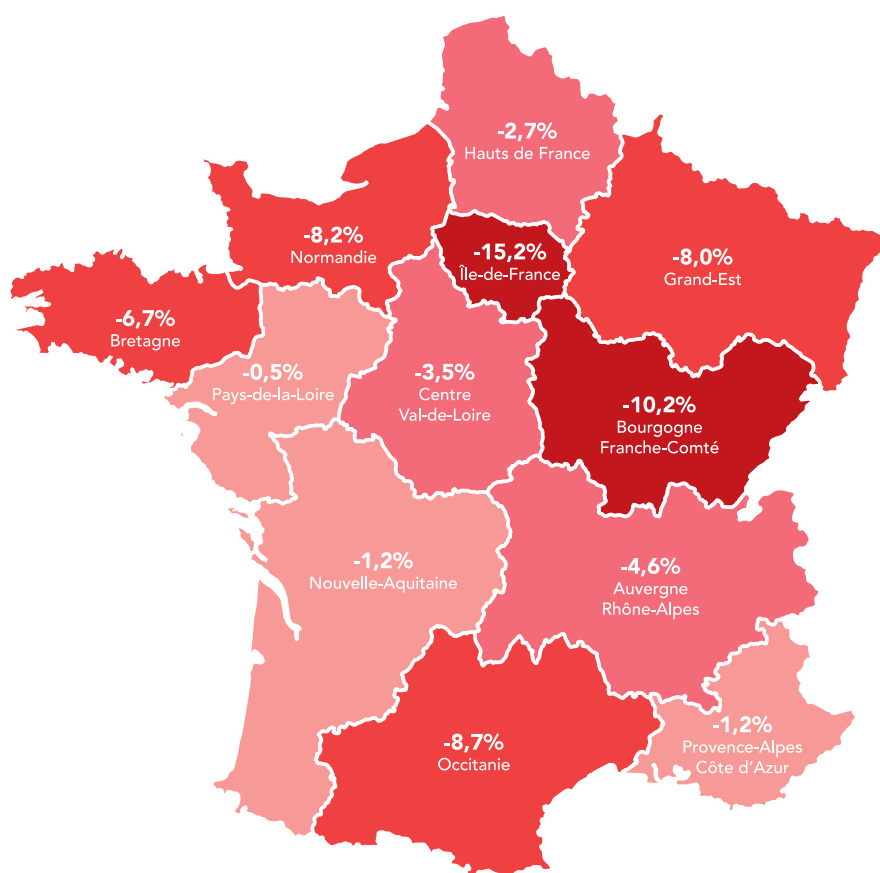 -2,7%
Hauts de France
-8,2%
Normandie
-15,2%
Île-de-France
-8,0%
Grand-Est
-6,7%
Bretagne
-0,5%
Pays-de-la-Loire
-3,5%
Centre
Val-de-Loire
-10,2%
Bourgogne
Franche-Comté
-1,2%
Nouvelle-Aquitaine
-4,6%
Auvergne
Rhône-Alpes
-8,7%
Occitanie
-1,2%
Provence-Alpes
Côte d'Azur